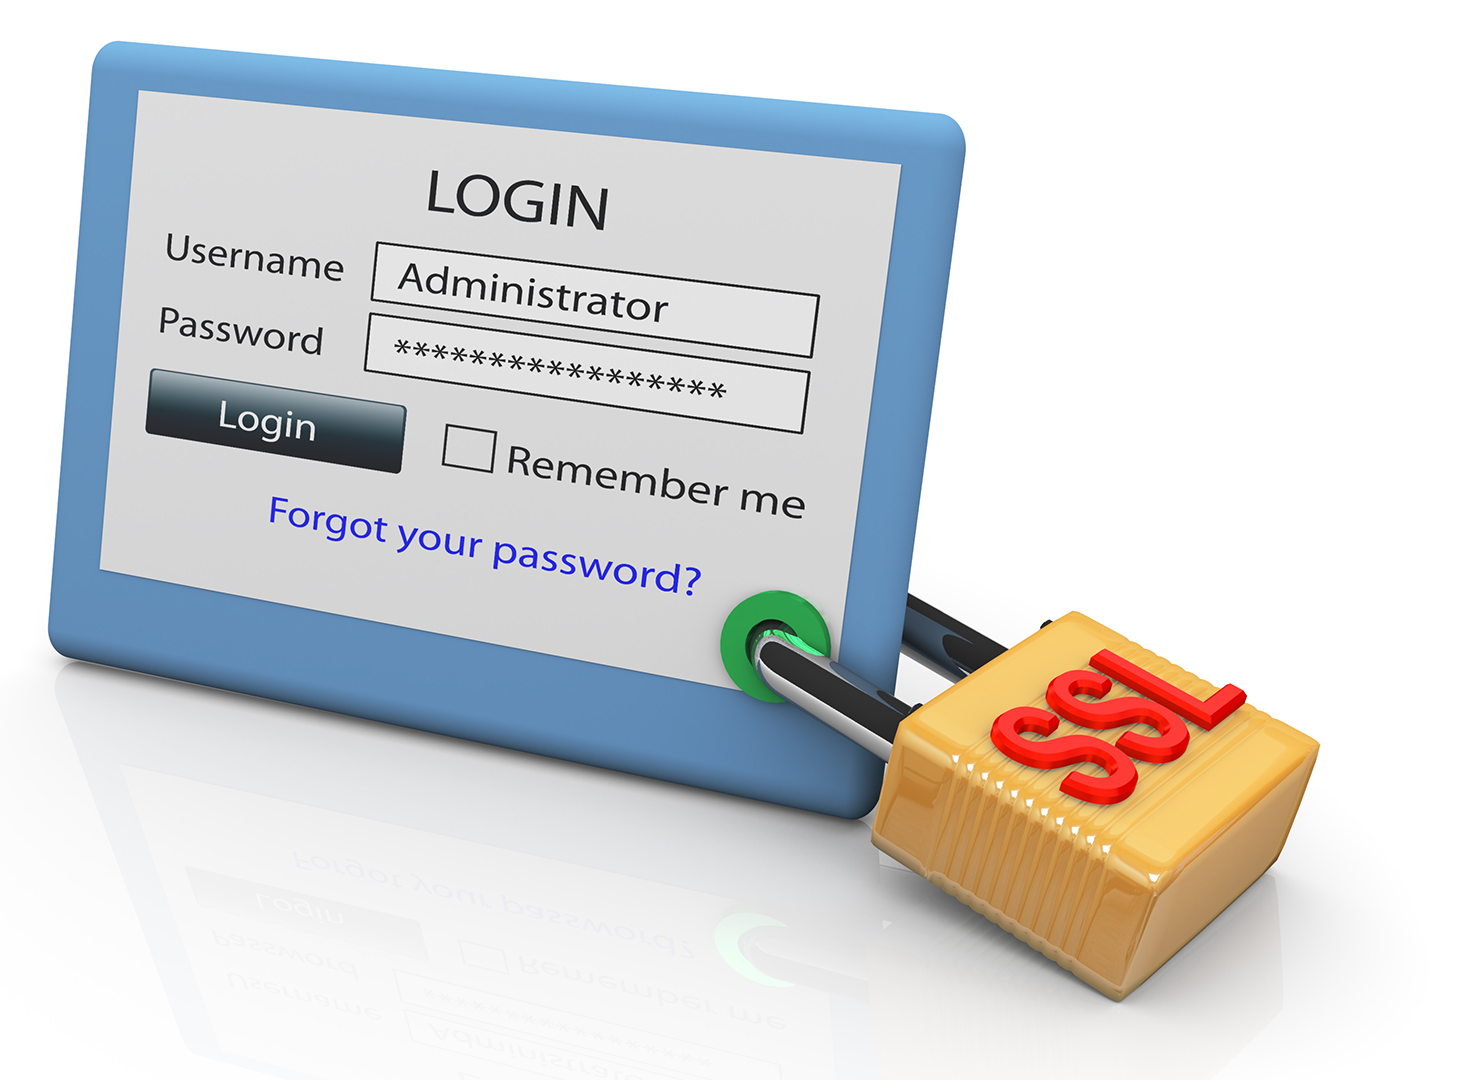 LOGIN
Username Administrator
Password *****************
Login Remember me
Forgot your password?
SSL